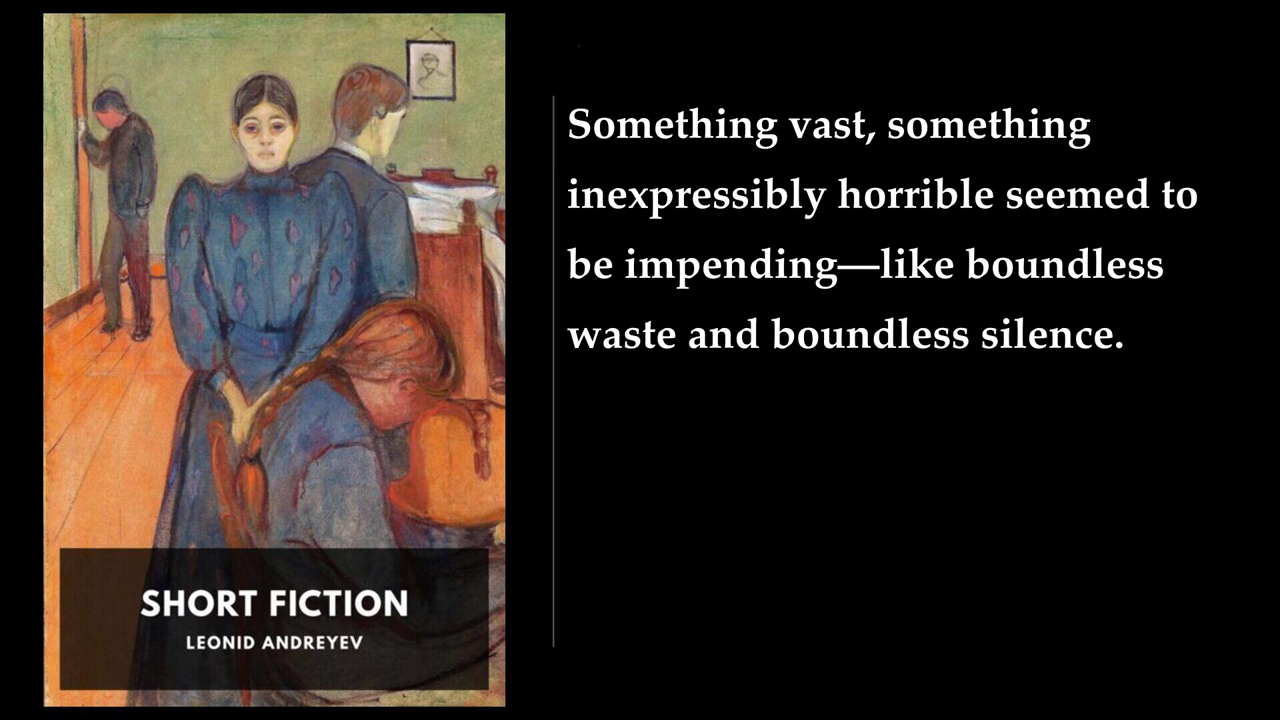 SHORT FICTION
LEONID ANDREYEV
Something vast, something
inexpressibly horrible seemed to
be impending—like boundless
waste and boundless silence.